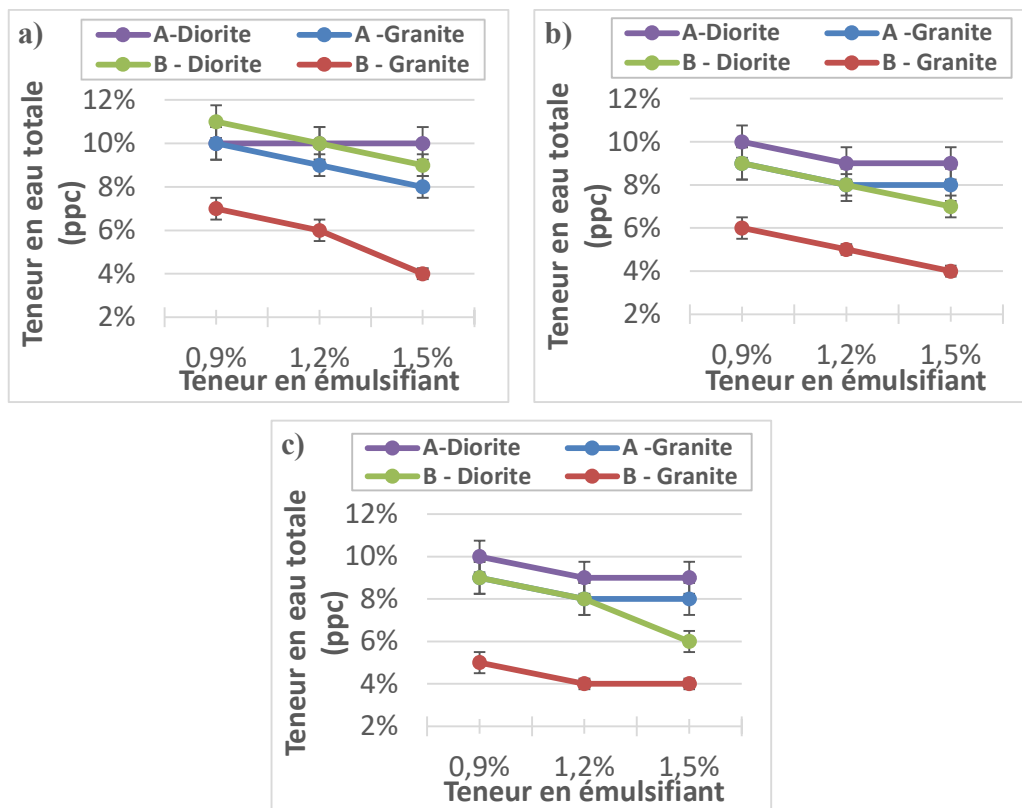 a)
A-Diorite
A -Granite
B - Diorite
B - Granite
Teneur en eau totale
(ppc)
12%
10%
8%
6%
4%
2%
0,9%
1,2%
1,5%
Teneur en émulsifiant
b)
A-Diorite
A -Granite
B - Diorite
B - Granite
Teneur en eau totale
(ppc)
12%
10%
8%
6%
4%
2%
0,9%
1,2%
1,5%
Teneur en émulsifiant
c)
A-Diorite
A -Granite
B - Diorite
B - Granite
Teneur en eau totale
(ppc)
12%
10%
8%
6%
4%
2%
0,9%
1,2%
1,5%
Teneur en émulsifiant